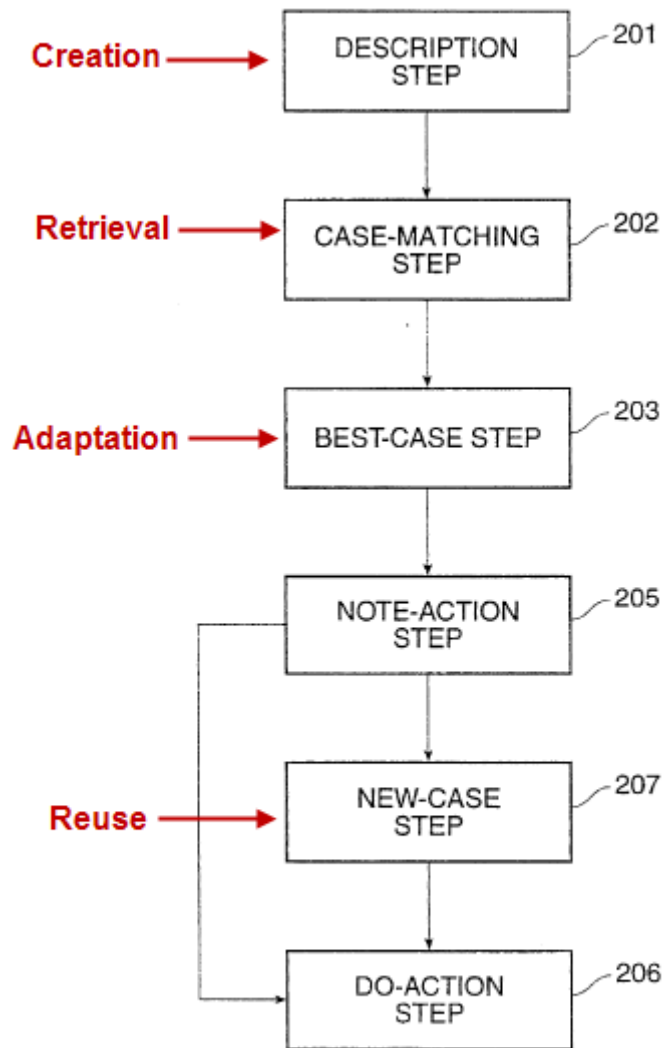 Creation
DESCRIPTION
STEP
201
Retrieval
CASE-MATCHING
STEP
202
Adaptation
BEST-CASE STEP
203
NOTE-ACTION
STEP
205
Reuse
NEW-CASE
STEP
207
DO-ACTION
STEP
206